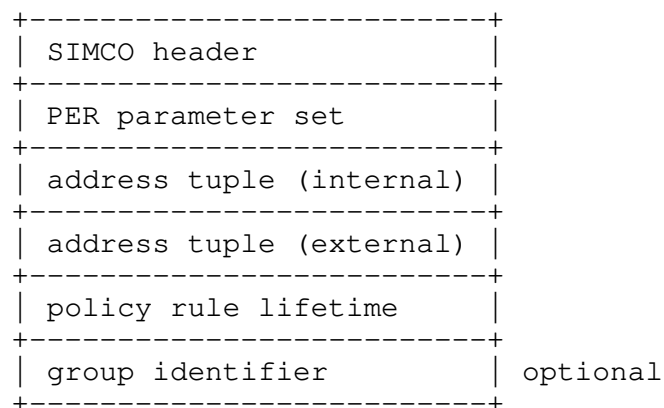 SIMCO header
PER parameter set
address tuple (internal)
address tuple (external)
policy rule lifetime
group identifier optional